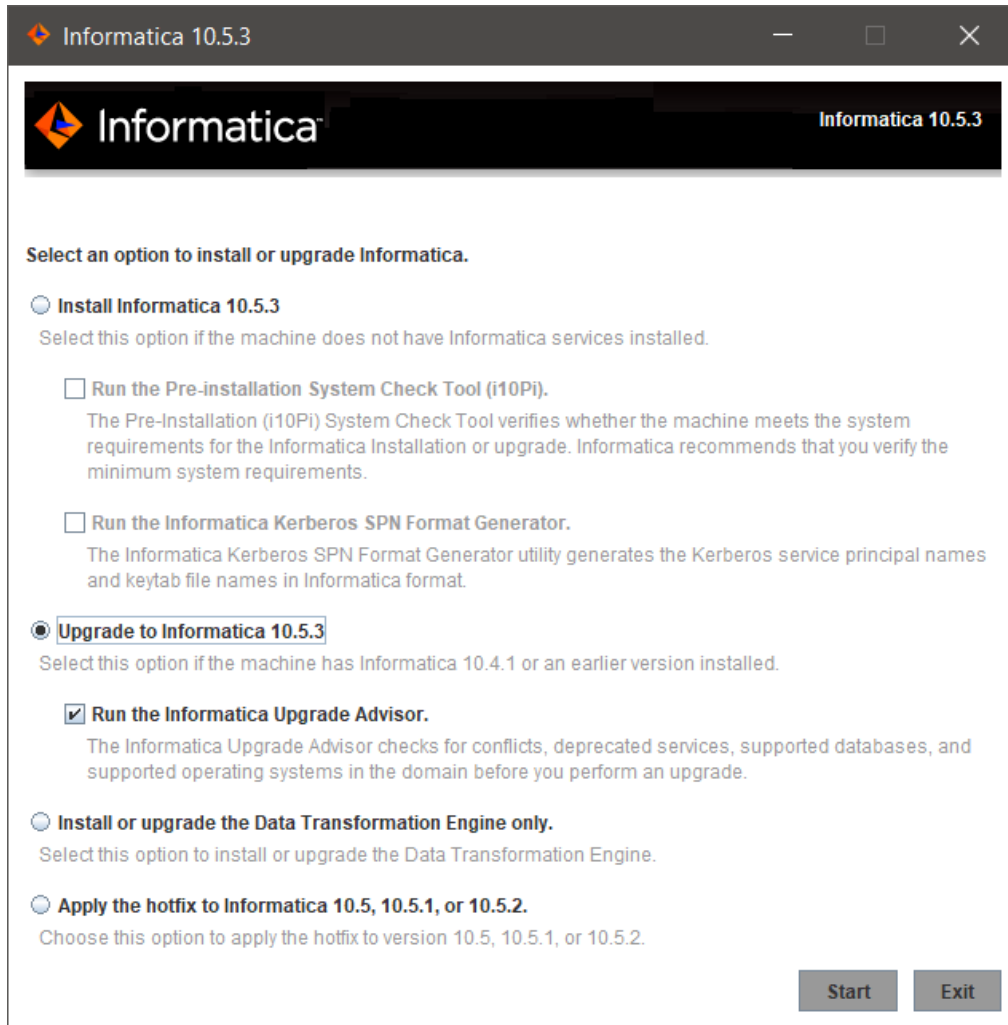 Informatica 10.5.3
Informatica
Informatica 10.5.3
Select an option to install or upgrade Informatica.
Install Informatica 10.5.3
Select this option if the machine does not have Informatica services installed.
Run the Pre-installation System Check Tool (i10Pi).
The Pre-Installation (i10Pi) System Check Tool verifies whether the machine meets the system
requirements for the Informatica Installation or upgrade. Informatica recommends that you verify the
minimum system requirements.
Run the Informatica Kerberos SPN Format Generator.
The Informatica Kerberos SPN Format Generator utility generates the Kerberos service principal names
and keytab file names in Informatica format.
Upgrade to Informatica 10.5.3
Select this option if the machine has Informatica 10.4.1 or an earlier version installed.
Run the Informatica Upgrade Advisor.
The Informatica Upgrade Advisor checks for conflicts, deprecated services, supported databases, and
supported operating systems in the domain before you perform an upgrade.
Install or upgrade the Data Transformation Engine only.
Select this option to install or upgrade the Data Transformation Engine.
Apply the hotfix to Informatica 10.5, 10.5.1, or 10.5.2.
Choose this option to apply the hotfix to version 10.5, 10.5.1, or 10.5.2.
Start
Exit